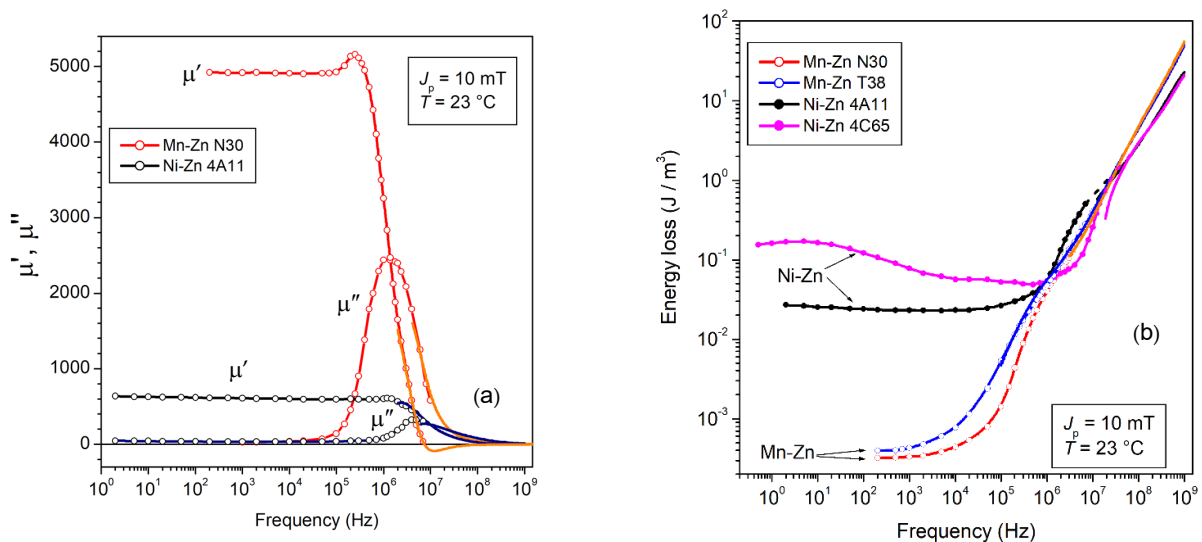 5000
4000
3000
2000
1000
0
μ', μ"
μ'
J_p = 10 mT
T = 23 °C
Mn-Zn N30
Ni-Zn 4A11
μ"
μ'
(a)
μ"
10^0 10^1 10^2 10^3 10^4 10^5 10^6 10^7 10^8 10^9
Frequency (Hz)
10^2
10^1
10^0
10^-1
10^-2
10^-3
Energy loss (J / m^3)
Mn-Zn N30
Mn-Zn T38
Ni-Zn 4A11
Ni-Zn 4C65
Ni-Zn
(b)
J_p = 10 mT
T = 23 °C
Mn-Zn
10^0 10^1 10^2 10^3 10^4 10^5 10^6 10^7 10^8 10^9
Frequency (Hz)